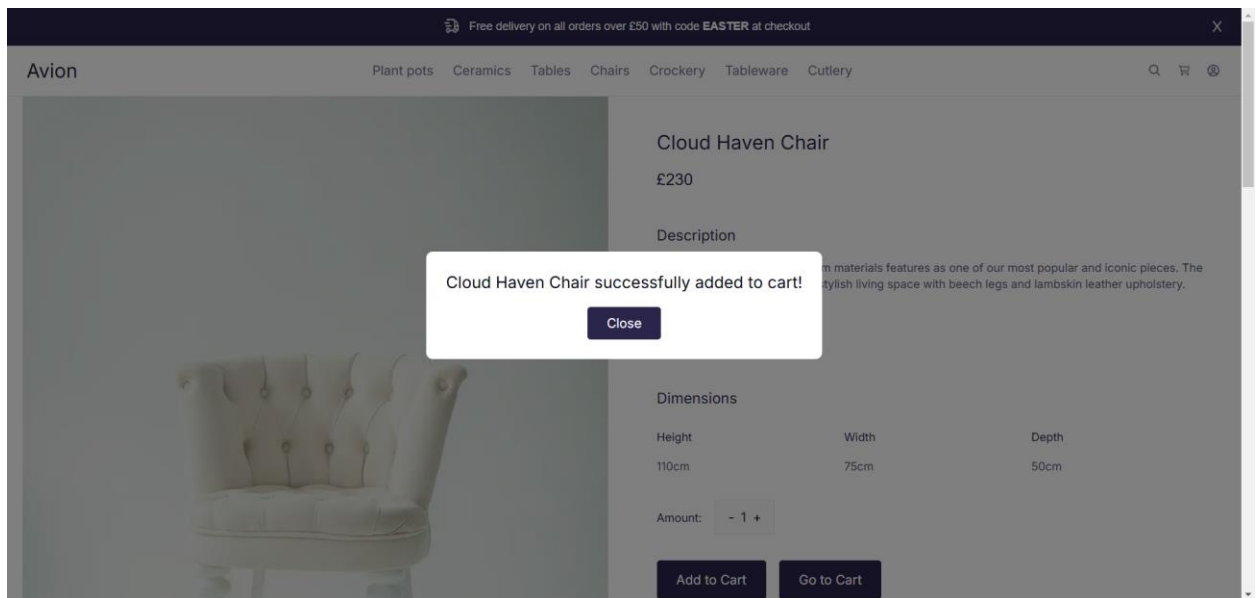 Free delivery on all orders over £50 with code EASTER at checkout
X
Avion
Plant pots Ceramics Tables Chairs Crockery Tableware Cutlery
Cloud Haven Chair
£230
Description
m materials features as one of our most popular and iconic pieces. The
stylish living space with beech legs and lambskin leather upholstery.
Cloud Haven Chair successfully added to cart!
Close
Dimensions
Height Width Depth
110cm 75cm 50cm
Amount: - 1 +
Add to Cart Go to Cart